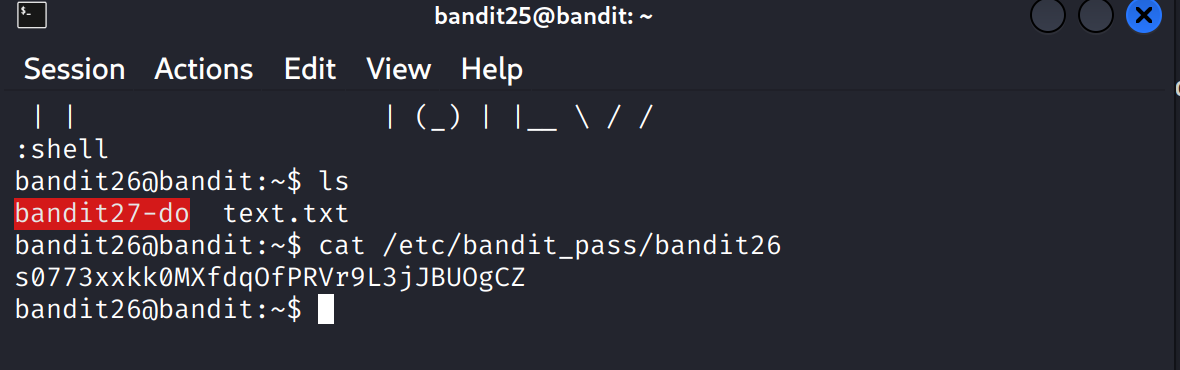 bandit25@bandit: ~
Session Actions Edit View Help
| |                    | (_) | |__ \ / /
:shell
bandit26@bandit:~$ ls
bandit27-do  text.txt
bandit26@bandit:~$ cat /etc/bandit_pass/bandit26
s0773xxkk0MXfdqOfPRVr9L3jJBUOgCZ
bandit26@bandit:~$